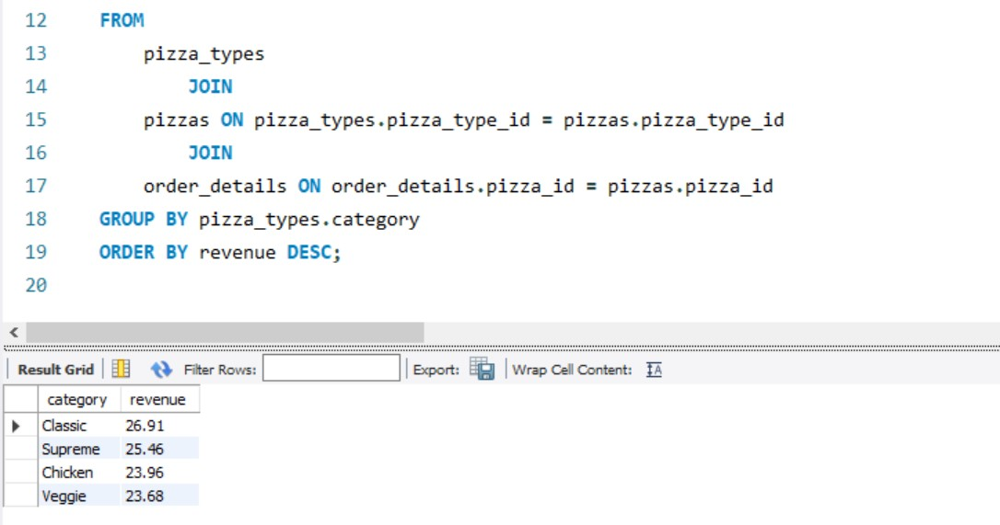 12 FROM
13 pizza_types
14 JOIN
15 pizzas ON pizza_types.pizza_type_id = pizzas.pizza_type_id
16 JOIN
17 order_details ON order_details.pizza_id = pizzas.pizza_id
18 GROUP BY pizza_types.category
19 ORDER BY revenue DESC;
20
Result Grid Filter Rows: Export: Wrap Cell Content: IA
category revenue
Classic 26.91
Supreme 25.46
Chicken 23.96
Veggie 23.68